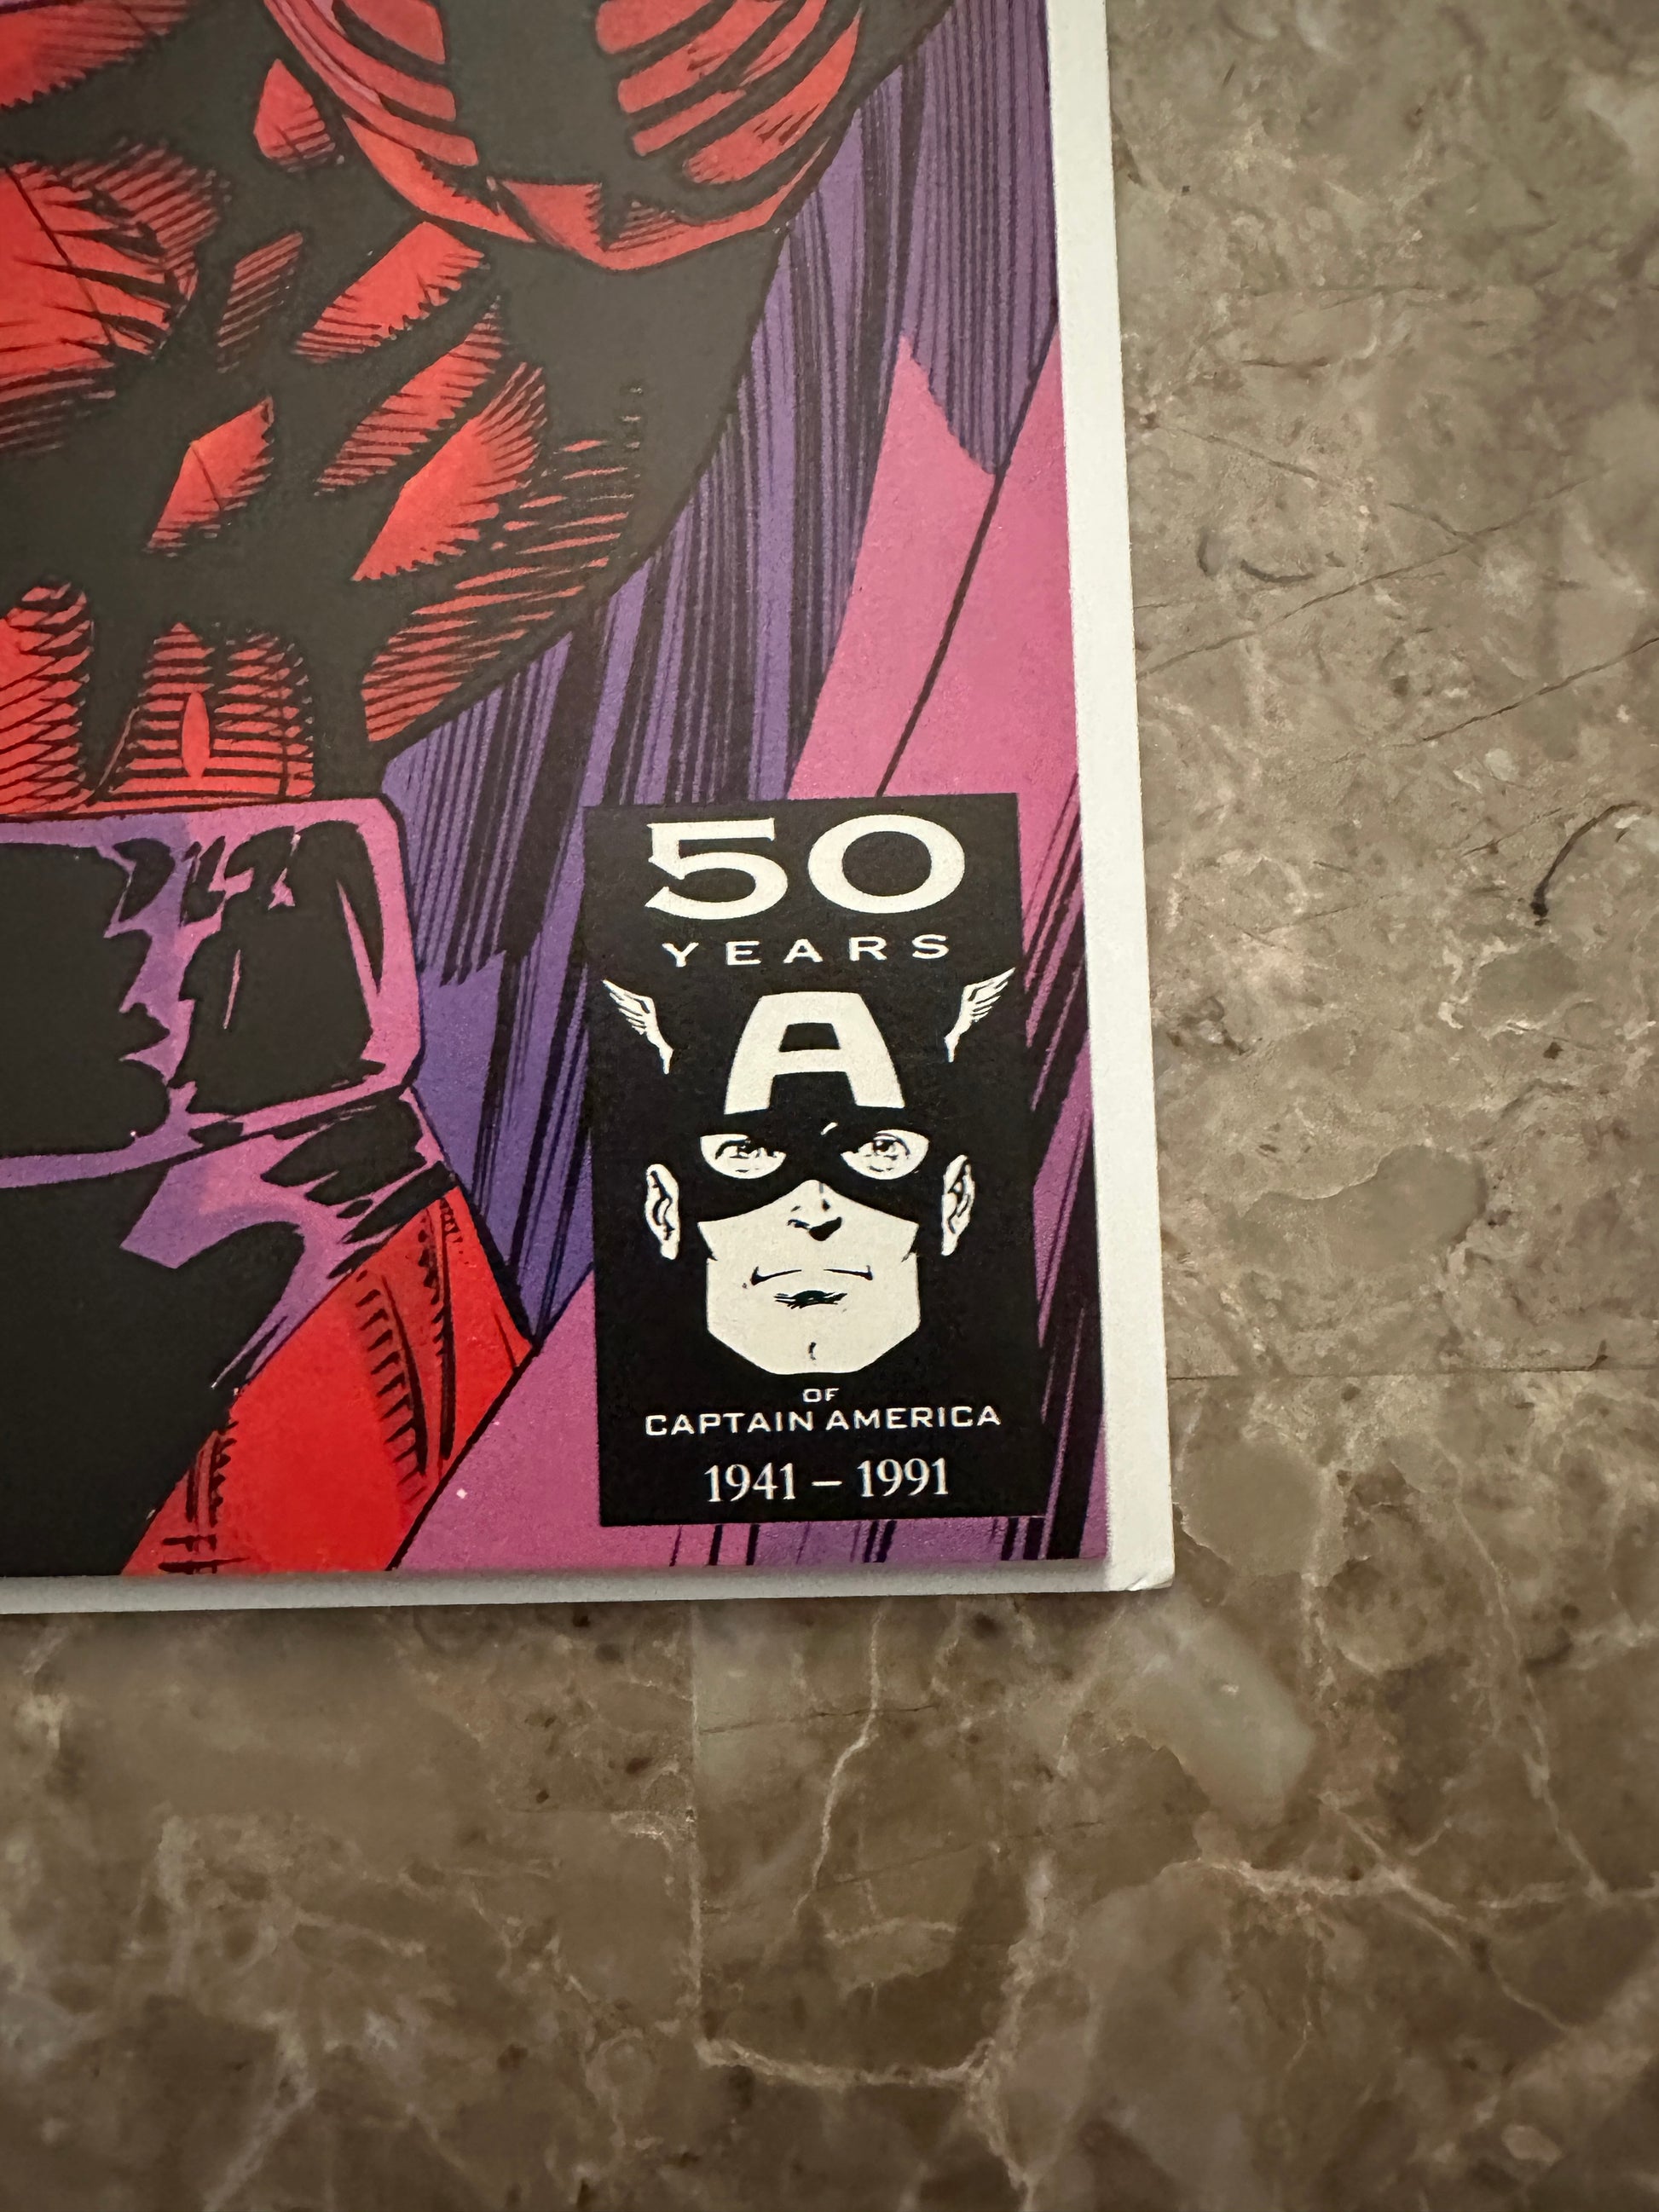 50
YEARS
A
OF
CAPTAIN AMERICA
1941 – 1991